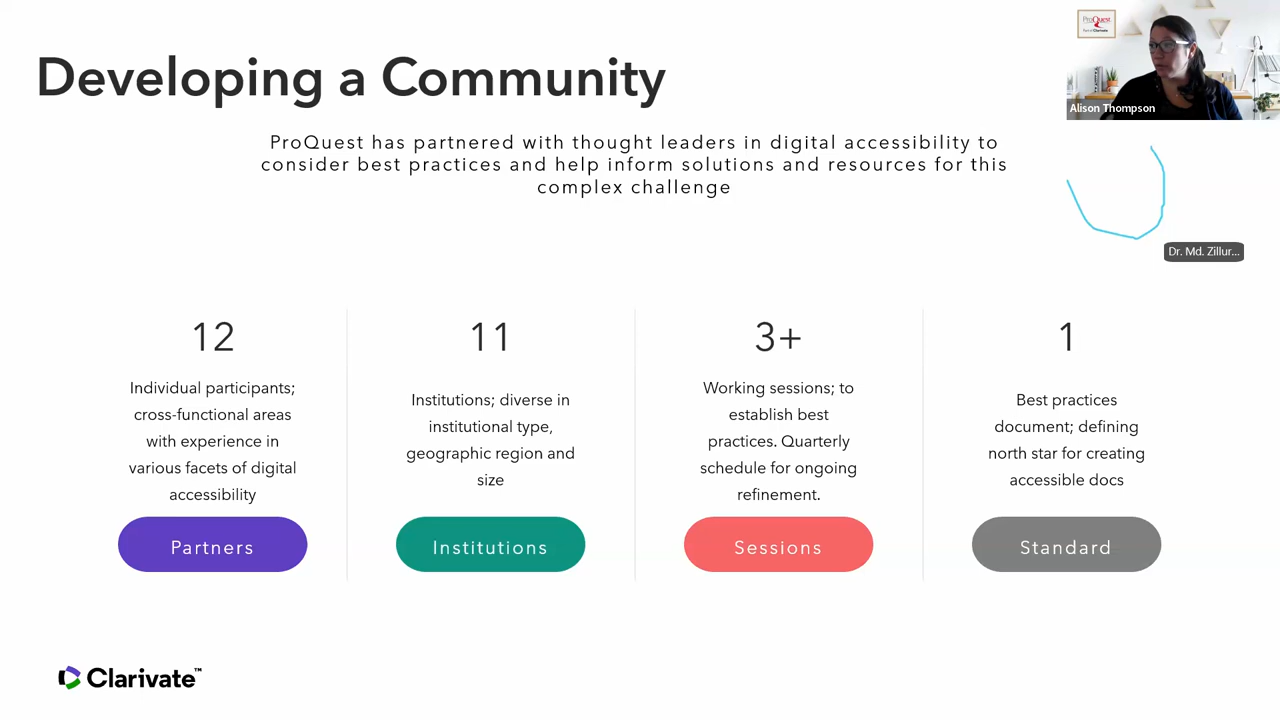 Developing a Community
ProQuest has partnered with thought leaders in digital accessibility to
consider best practices and help inform solutions and resources for this
complex challenge
ProQuest
Part of Clarivate
Alison Thompson
Dr. Md. Zillur...
12
Individual participants;
cross-functional areas
with experience in
various facets of digital
accessibility
Partners
11
Institutions; diverse in
institutional type,
geographic region and
size
Institutions
3+
Working sessions; to
establish best
practices. Quarterly
schedule for ongoing
refinement.
Sessions
1
Best practices
document; defining
north star for creating
accessible docs
Standard
Clarivate™